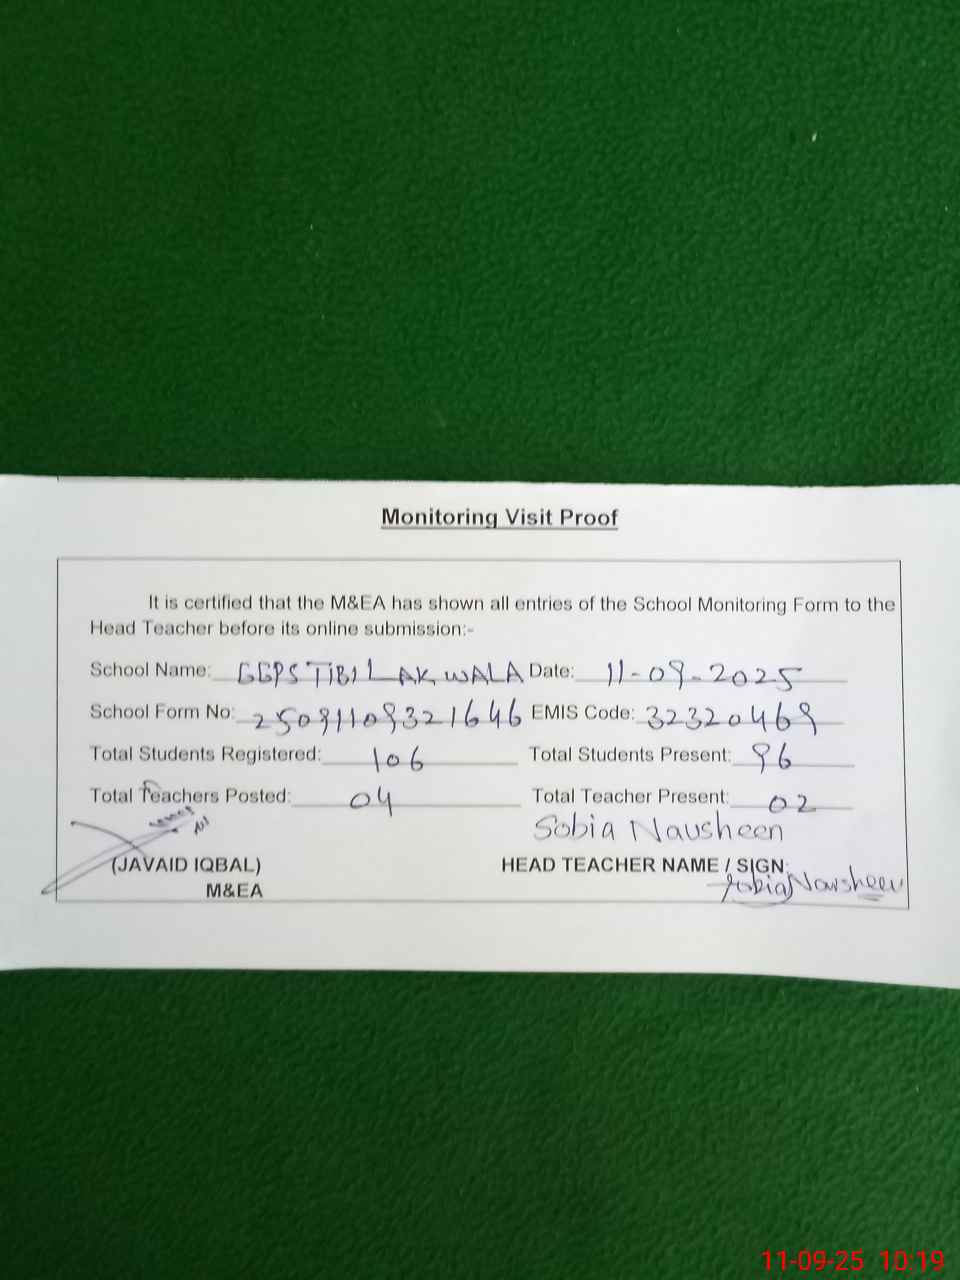 Monitoring Visit Proof
It is certified that the M&EA has shown all entries of the School Monitoring Form to the
Head Teacher before its online submission:-
School Name: GGPS TIBI LAK WALA Date: 11-09-2025
School Form No: 25091109321646 EMIS Code: 32320469
Total Students Registered: 106 Total Students Present: 96
Total Teachers Posted: 04 Total Teacher Present: 02
Sobia Nausheen
(JAVAID IQBAL) HEAD TEACHER NAME / SIGN:
M&EA Sobia Nausheen
11-09-25 10:19